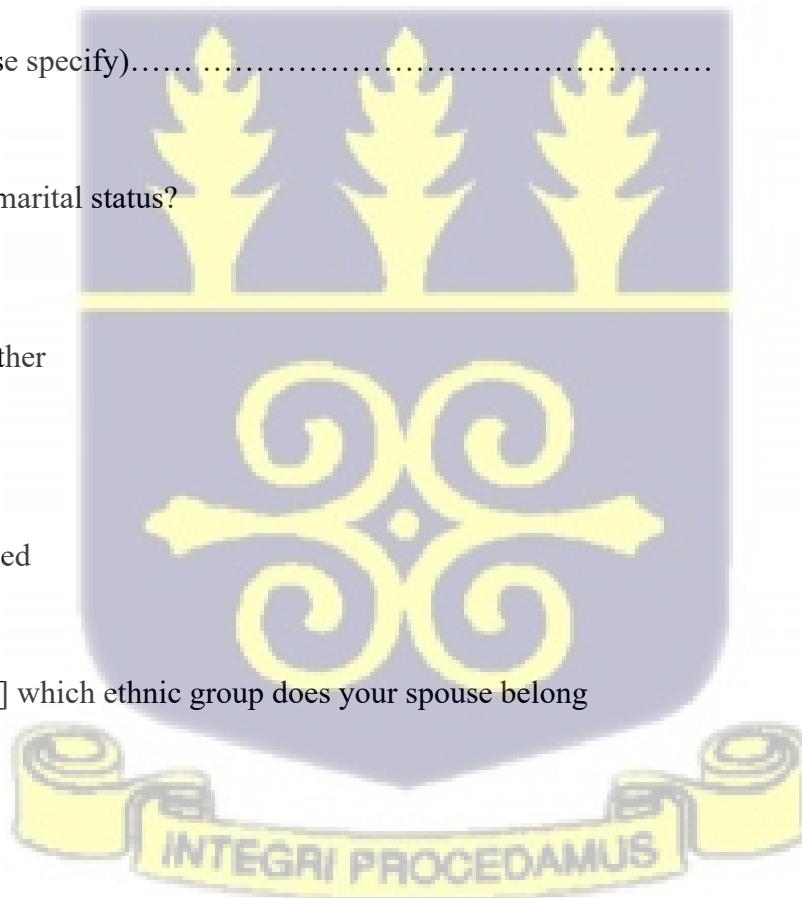 se specify)……………………………………………………
marital status?
ther
ed
] which ethnic group does your spouse belong
INTEGRI PROCEDAMUS